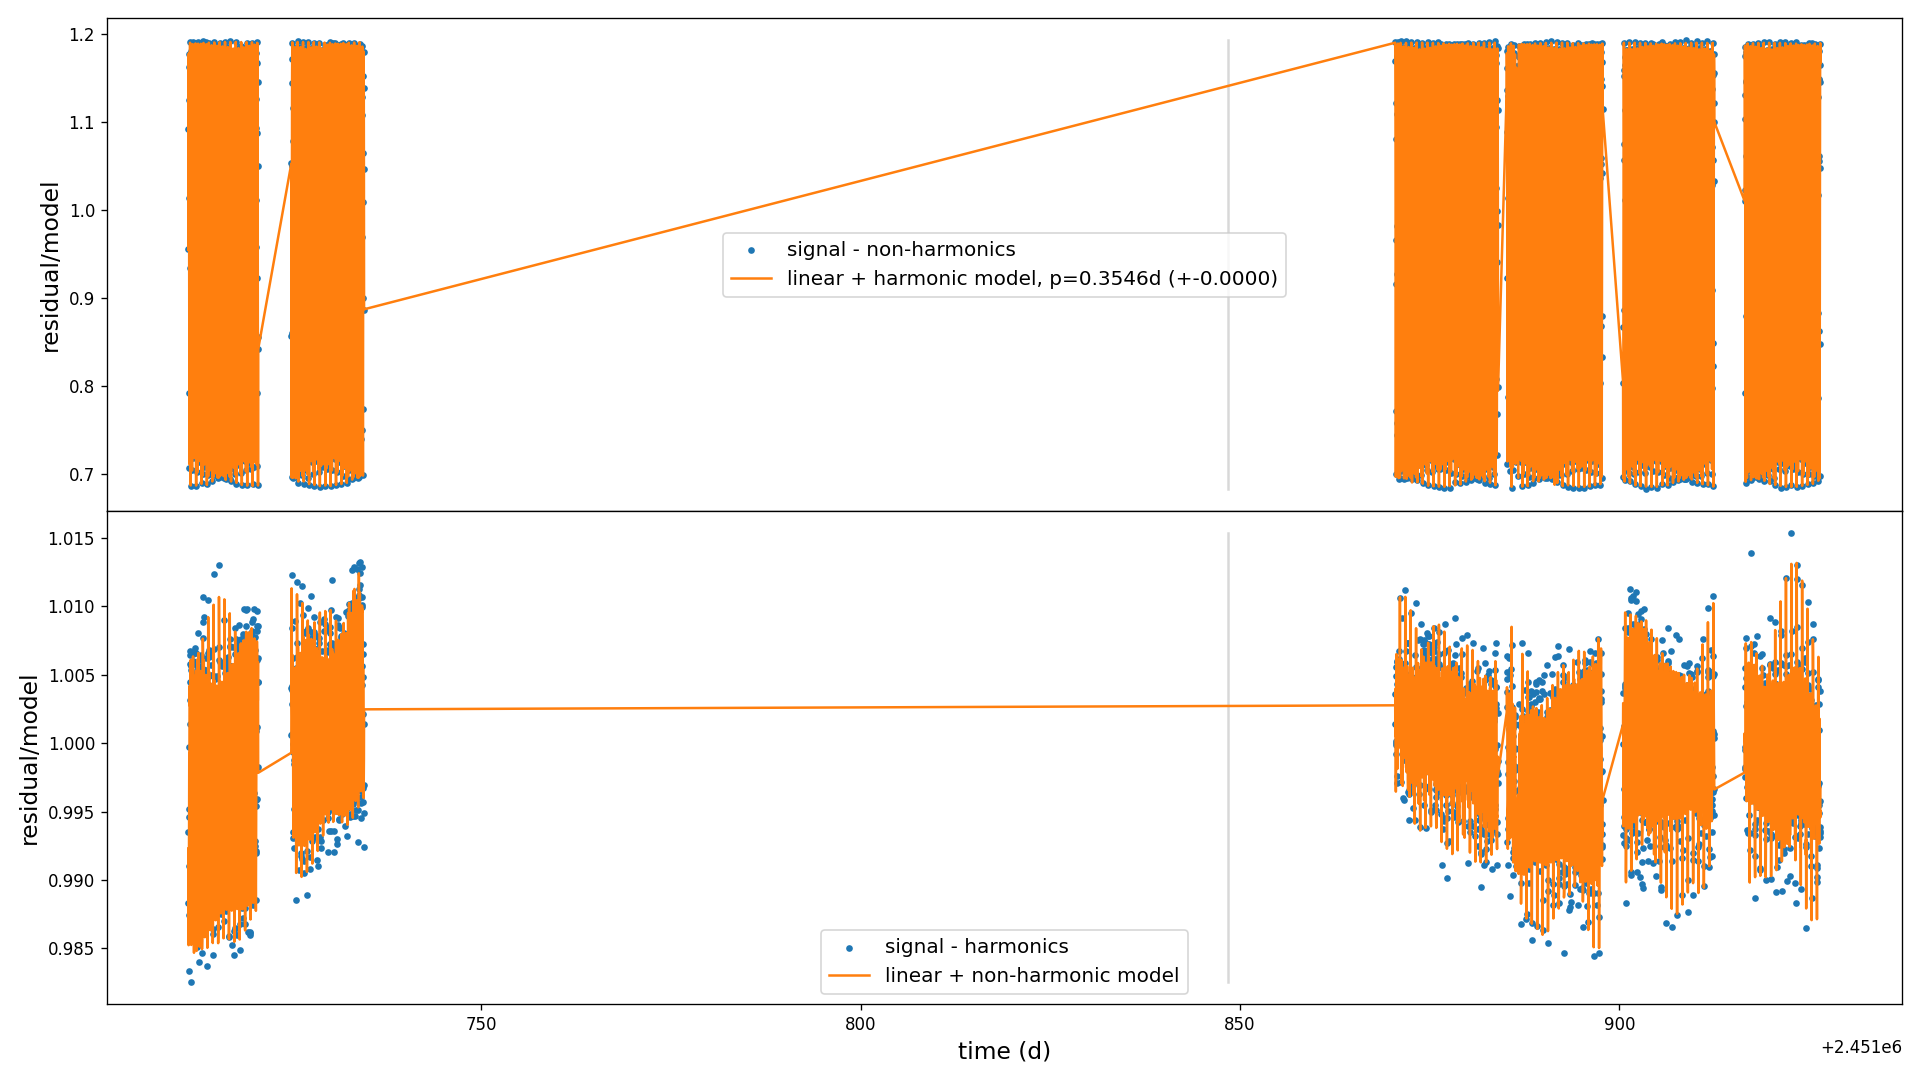 1.2
1.1
1.0
0.9
0.8
0.7
residual/model
signal - non-harmonics
linear + harmonic model, p=0.3546d (+-0.0000)
1.015
1.010
1.005
1.000
0.995
0.990
0.985
residual/model
signal - harmonics
linear + non-harmonic model
750
800
850
900
time (d)
+2.451e6